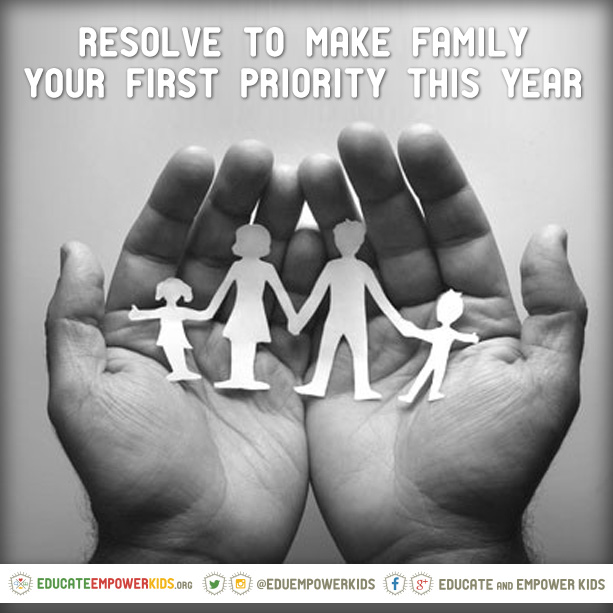 RESOLVE TO MAKE FAMILY
YOUR FIRST PRIORITY THIS YEAR
EDUCATEEMPOWERKIDS.ORG @EDUEMPOWERKIDS f g+ EDUCATE AND EMPOWER KIDS